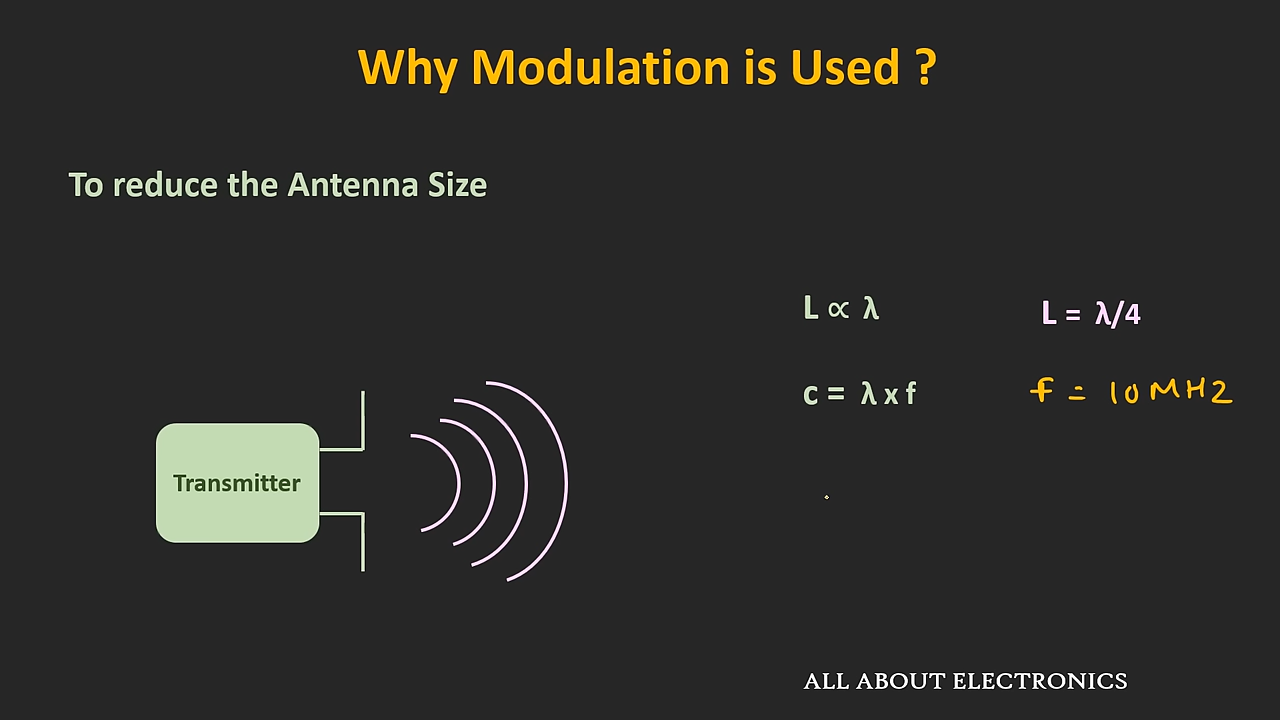 Why Modulation is Used ?
To reduce the Antenna Size
L ∝ λ
L = λ/4
c = λ x f
f = 10 MHz
Transmitter
ALL ABOUT ELECTRONICS